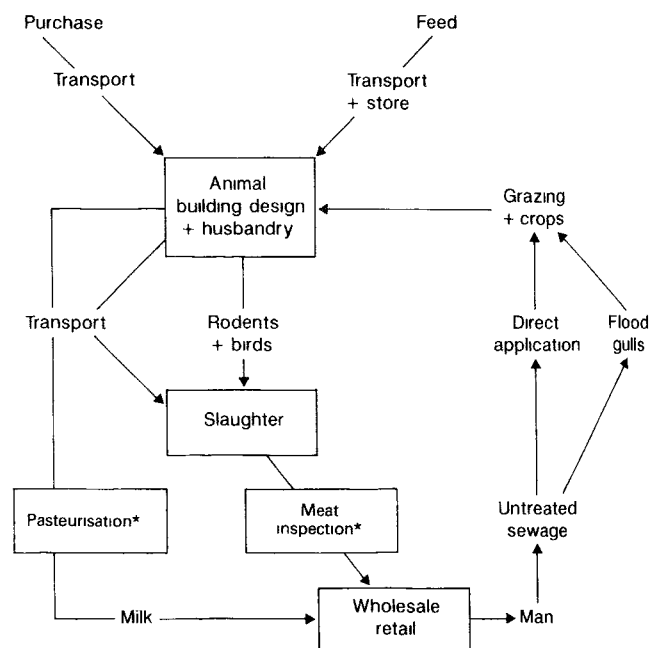 Purchase
Feed
Transport
Transport
+ store
Animal
building design
+ husbandry
Grazing
+ crops
Transport
Rodents
+ birds
Direct
application
Flood
gulls
Slaughter
Pasteurisation*
Meat
inspection*
Untreated
sewage
Milk
Wholesale
retail
Man